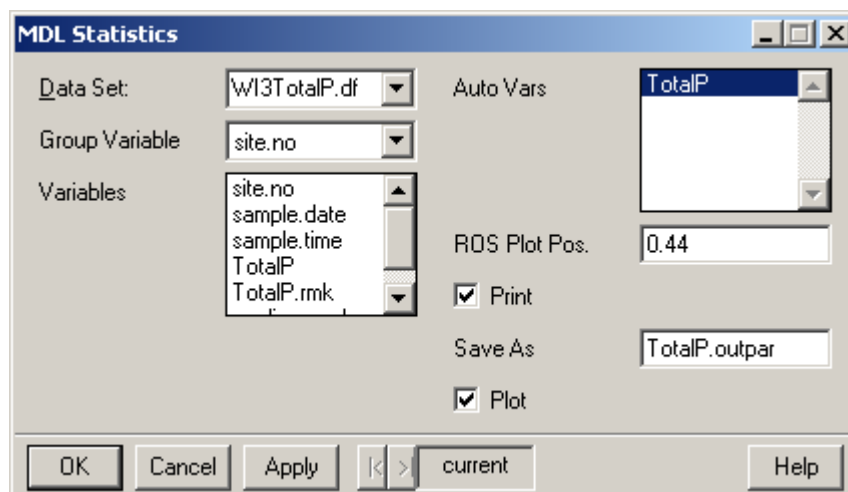 MDL Statistics
Data Set:
WI3TotalP.df
Group Variable
site.no
Variables
site.no
sample.date
sample.time
TotalP
TotalP.rmk
Auto Vars
TotalP
ROS Plot Pos.
0.44
Print
Save As
TotalP.outpar
Plot
OK
Cancel
Apply
current
Help